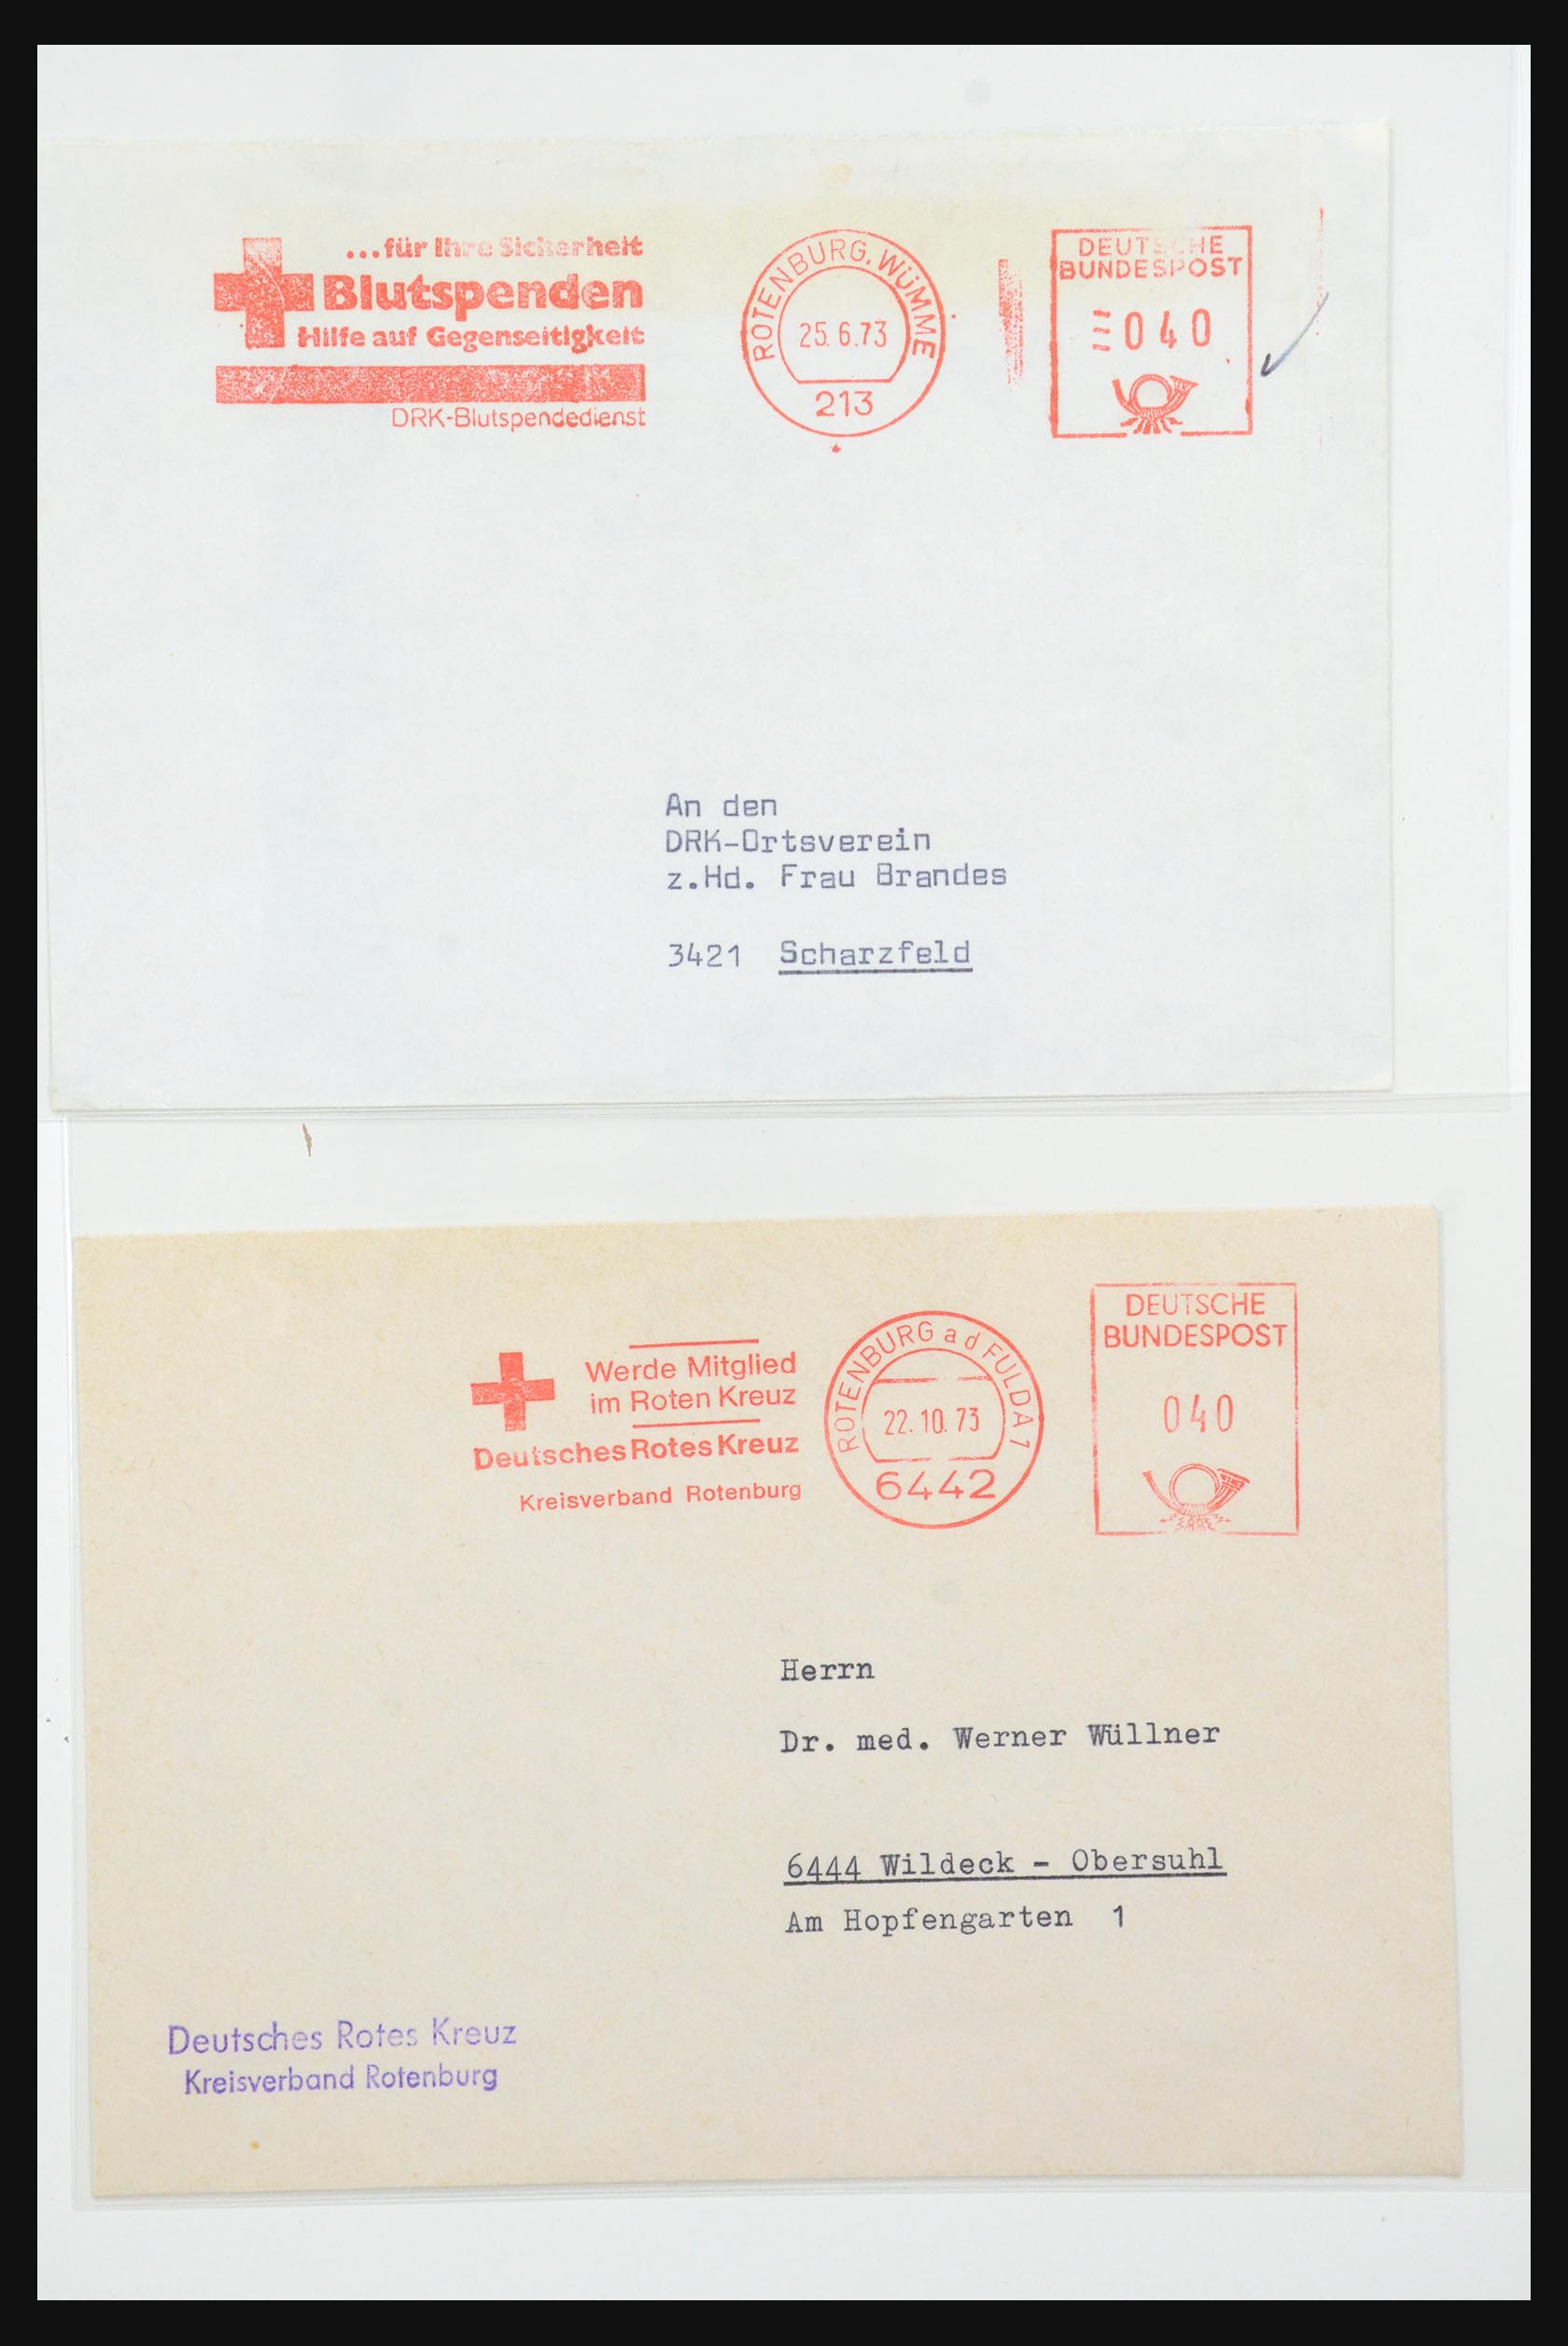 ...für Ihre Sicherheit
Blutspenden
Hilfe auf Gegenseitigkeit
DRK-Blutspendedienst
ROTENBURG, WÜMME
25.6.73
213
DEUTSCHE
BUNDESPOST
040
An den
DRK-Ortsverein
z.Hd. Frau Brandes
3421 Scharzfeld
Werde Mitglied
im Roten Kreuz
Deutsches Rotes Kreuz
Kreisverband Rotenburg
ROTENBURG a d FULDA 1
22.10.73
6442
DEUTSCHE
BUNDESPOST
040
Herrn
Dr. med. Werner Wüllner
6444 Wildeck - Obersuhl
Am Hopfengarten 1
Deutsches Rotes Kreuz
Kreisverband Rotenburg